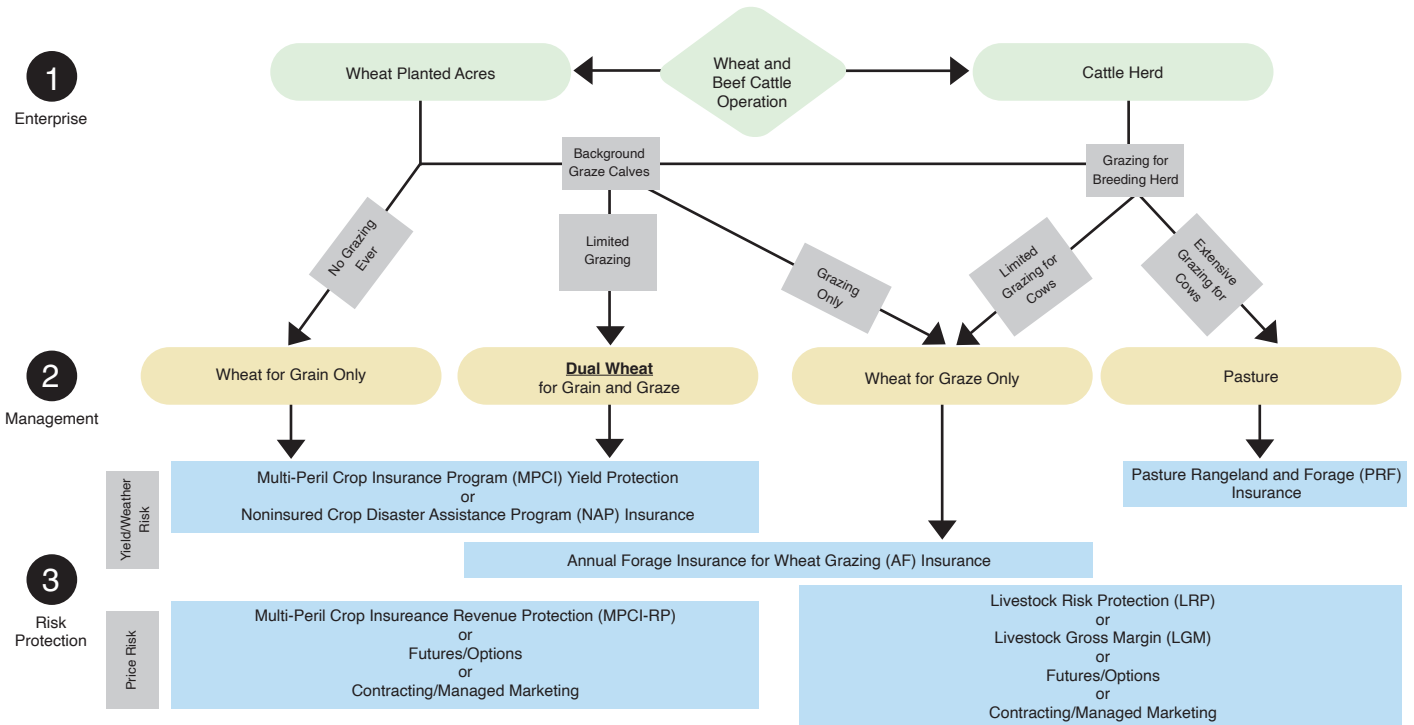 1
Enterprise
Wheat Planted Acres
Wheat and
Beef Cattle
Operation
Cattle Herd
Background
Graze Calves
Grazing for
Breeding Herd
No Grazing
Ever
Limited
Grazing
Grazing
Only
Limited
Grazing for
Cows
Extensive
Grazing for
Cows
2
Management
Wheat for Grain Only
Dual Wheat
for Grain and Graze
Wheat for Graze Only
Pasture
3
Risk
Protection
Yield/Weather
Risk
Multi-Peril Crop Insurance Program (MPCI) Yield Protection
or
Noninsured Crop Disaster Assistance Program (NAP) Insurance
Pasture Rangeland and Forage (PRF)
Insurance
Annual Forage Insurance for Wheat Grazing (AF) Insurance
Price Risk
Multi-Peril Crop Insureance Revenue Protection (MPCI-RP)
or
Futures/Options
or
Contracting/Managed Marketing
Livestock Risk Protection (LRP)
or
Livestock Gross Margin (LGM)
or
Futures/Options
or
Contracting/Managed Marketing